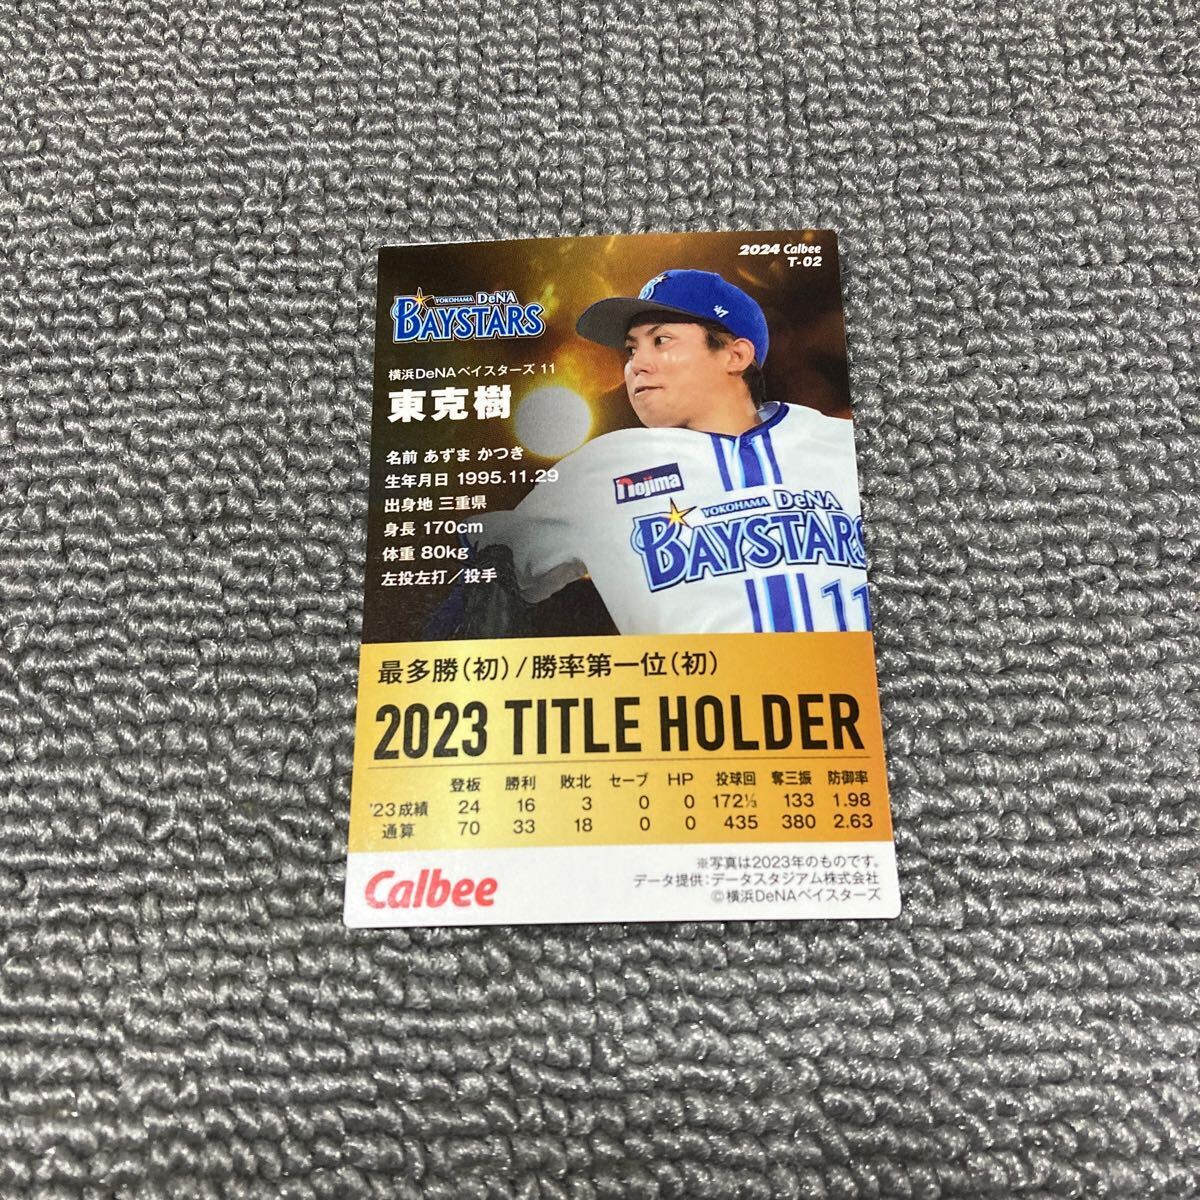 2024 Calbee
T-02
YOKOHAMA DeNA
BAYSTARS
横浜DeNAベイスターズ 11
東克樹
名前 あずま かつき
生年月日 1995.11.29
出身地 三重県
身長 170cm
体重 80kg
左投左打／投手
nojima
YOKOHAMA DeNA
BAYSTARS
11
最多勝(初)/勝率第一位(初)
2023 TITLE HOLDER
登板 勝利 敗北 セーブ HP 投球回 奪三振 防御率
'23成績 24 16 3 0 0 172⅓ 133 1.98
通算 70 33 18 0 0 435 380 2.63
※写真は2023年のものです。
データ提供:データスタジアム株式会社
©横浜DeNAベイスターズ
Calbee